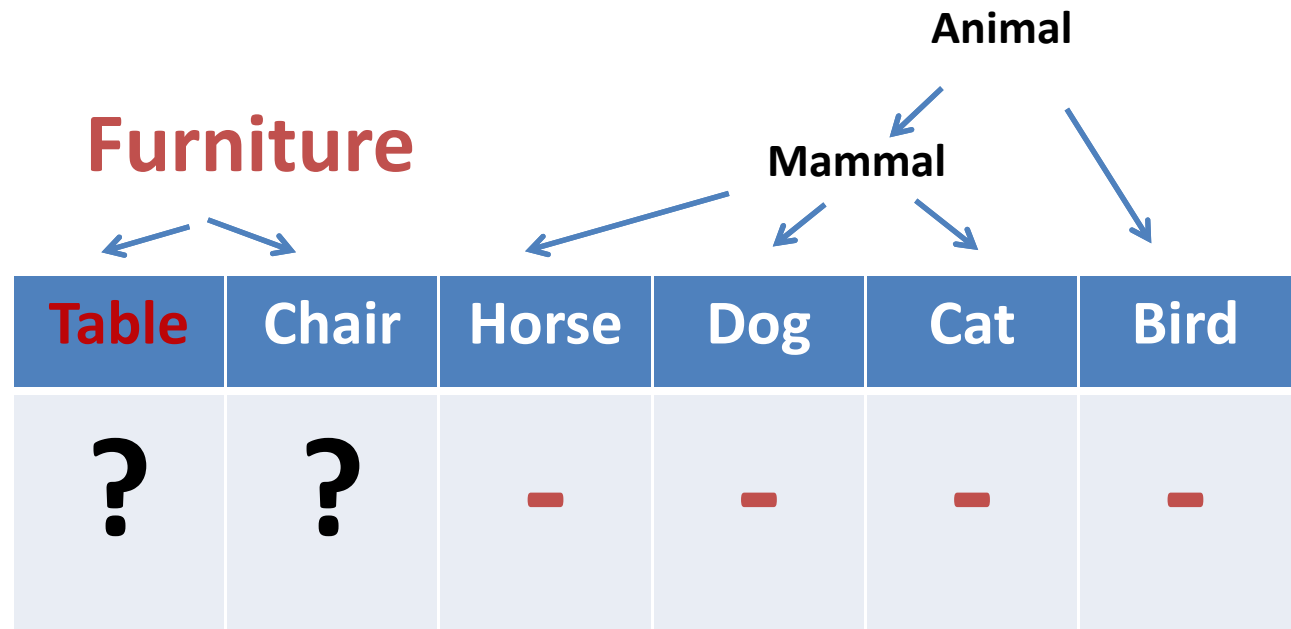 Animal
Furniture
Mammal
Table Chair Horse Dog Cat Bird
? ? - - - -